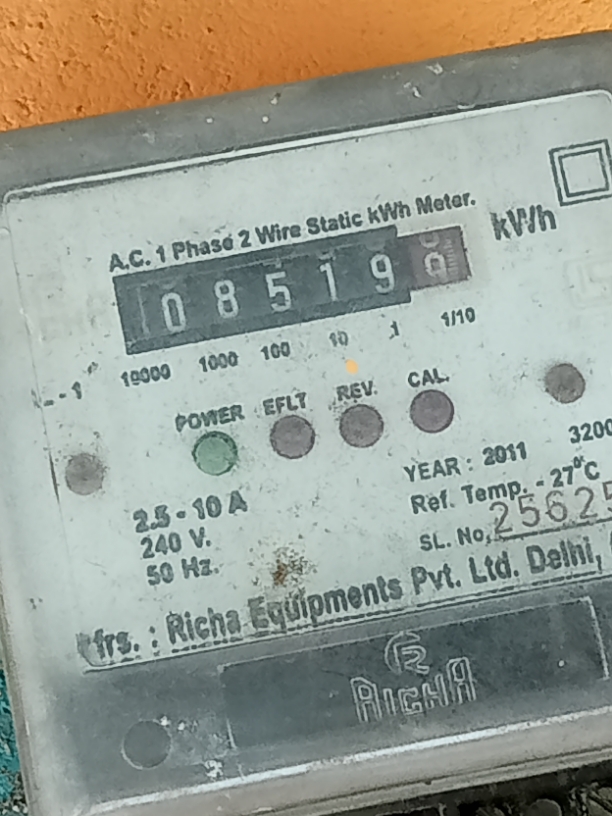 A.C. 1 Phase 2 Wire Static kWh Meter.
kWh
0 8 5 1 9
10000 1000 100 10 1 1/10
POWER EFLT REV. CAL.
3200
2.5 - 10 A
240 V.
50 Hz.
YEAR : 2011
Ref. Temp. - 27°C
SL. No. 25625
Mfrs. : Richa Equipments Pvt. Ltd. Delhi,
RICHA